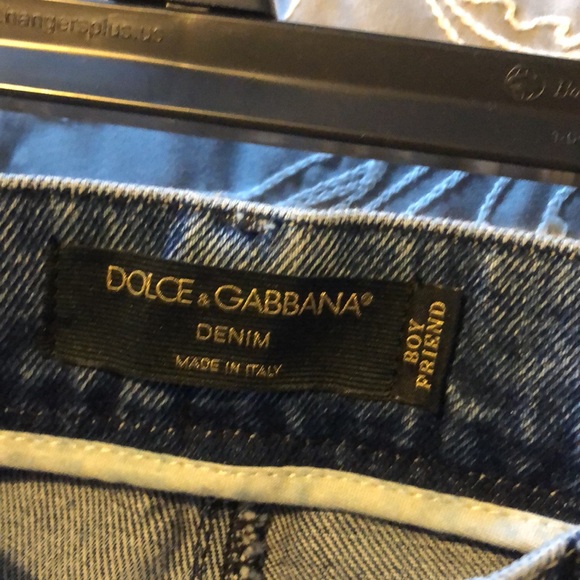 hangersplus.us
DOLCE & GABBANA®
DENIM
MADE IN ITALY
BOY
FRIEND